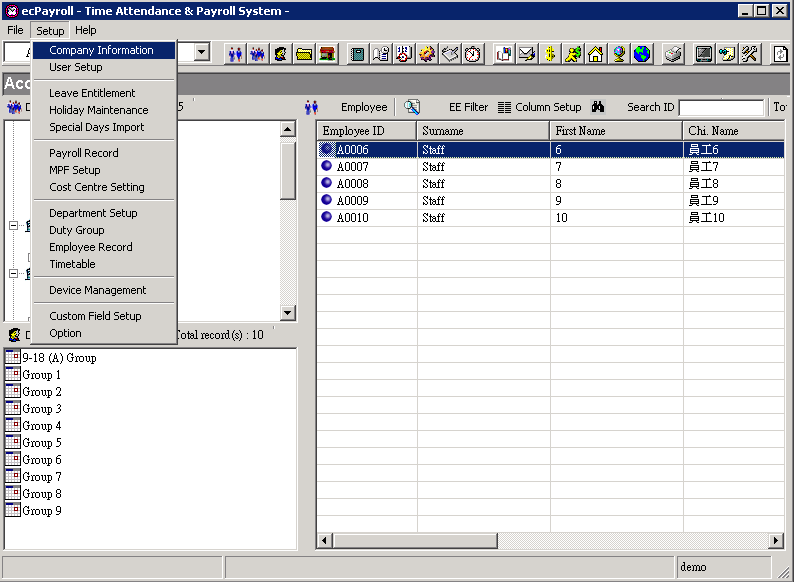 ecPayroll - Time Attendance & Payroll System -
File Setup Help
Company Information
User Setup
Leave Entitlement
Holiday Maintenance
Special Days Import
Payroll Record
MPF Setup
Cost Centre Setting
Department Setup
Duty Group
Employee Record
Timetable
Device Management
Custom Field Setup
Option
Acc
5
Employee EE Filter Column Setup Search ID To
Employee ID Surname First Name Chi. Name
A0006 Staff 6 員工6
A0007 Staff 7 員工7
A0008 Staff 8 員工8
A0009 Staff 9 員工9
A0010 Staff 10 員工10
Total record(s) : 10
9-18 (A) Group
Group 1
Group 2
Group 3
Group 4
Group 5
Group 6
Group 7
Group 8
Group 9
demo